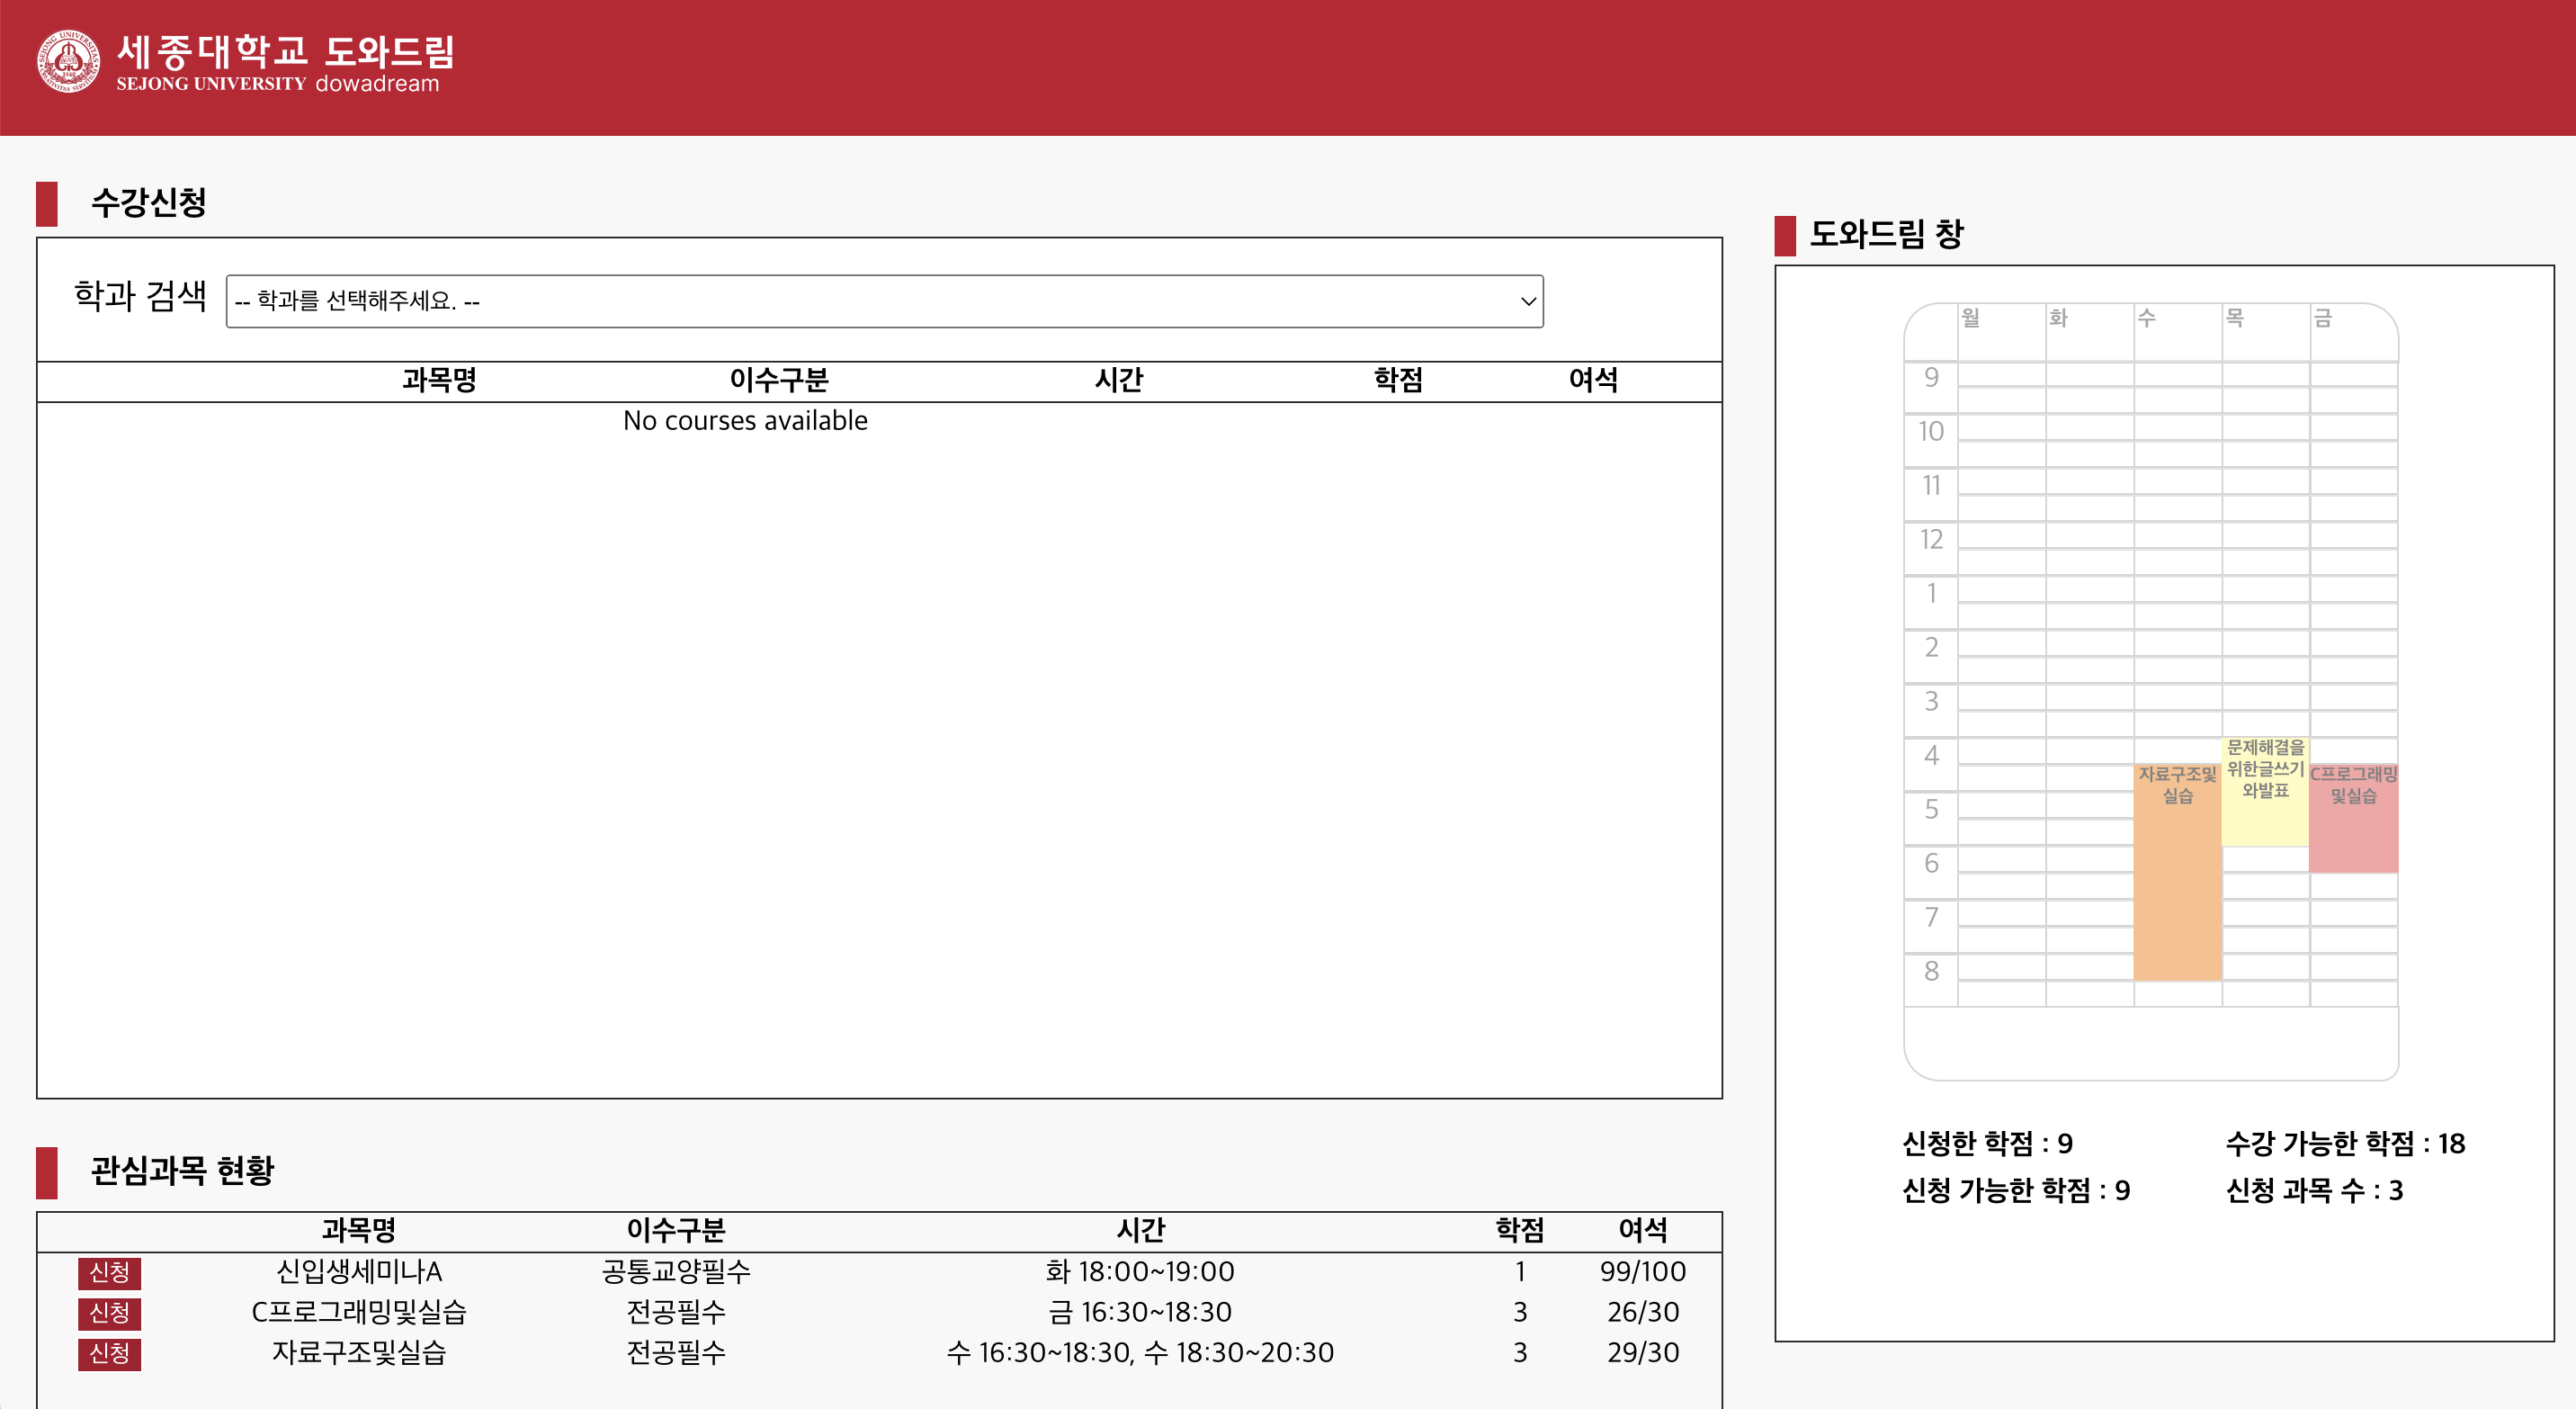 세종대학교 도와드림
SEJONG UNIVERSITY dowadream
수강신청
학과 검색 -- 학과를 선택해주세요. --
과목명 이수구분 시간 학점 여석
No courses available
관심과목 현황
과목명 이수구분 시간 학점 여석
신청 신입생세미나A 공통교양필수 화 18:00~19:00 1 99/100
신청 C프로그래밍및실습 전공필수 금 16:30~18:30 3 26/30
신청 자료구조및실습 전공필수 수 16:30~18:30, 수 18:30~20:30 3 29/30
도와드림 창
월 화 수 목 금
9
10
11
12
1
2
3
4
5
6
7
8
자료구조및
실습
문제해결을
위한글쓰기
와발표
C프로그래밍
및실습
신청한 학점 : 9 수강 가능한 학점 : 18
신청 가능한 학점 : 9 신청 과목 수 : 3